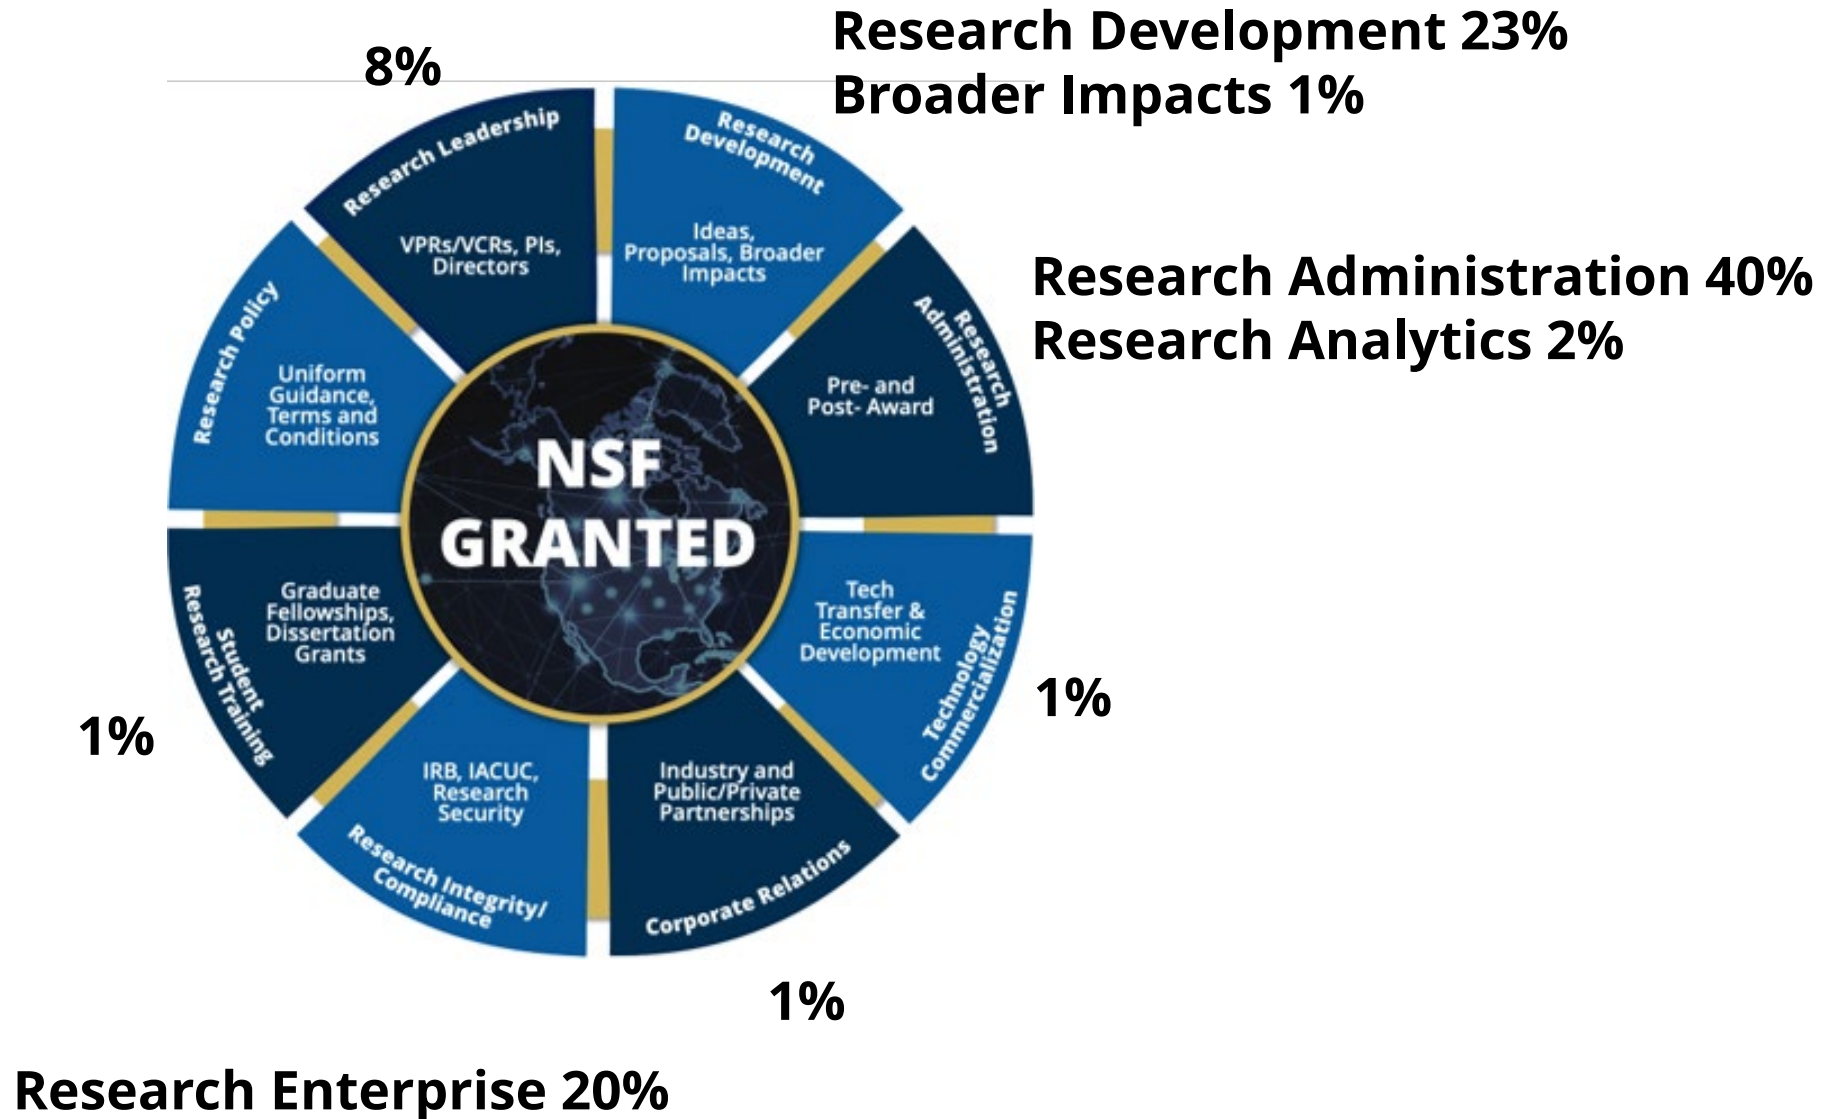 8%
Research Development 23%
Broader Impacts 1%
Research Leadership
VPRs/VCRs, PIs,
Directors
Research
Development
Ideas,
Proposals, Broader
Impacts
Research Administration 40%
Research Analytics 2%
Research
Administration
Pre- and
Post- Award
Research Policy
Uniform
Guidance,
Terms and
Conditions
NSF
GRANTED
Tech
Transfer &
Economic
Development
Technology
Commercialization
1%
Graduate
Fellowships,
Dissertation
Grants
Student
Research Training
1%
IRB, IACUC,
Research
Security
Research Integrity/
Compliance
Industry and
Public/Private
Partnerships
Corporate Relations
1%
Research Enterprise 20%